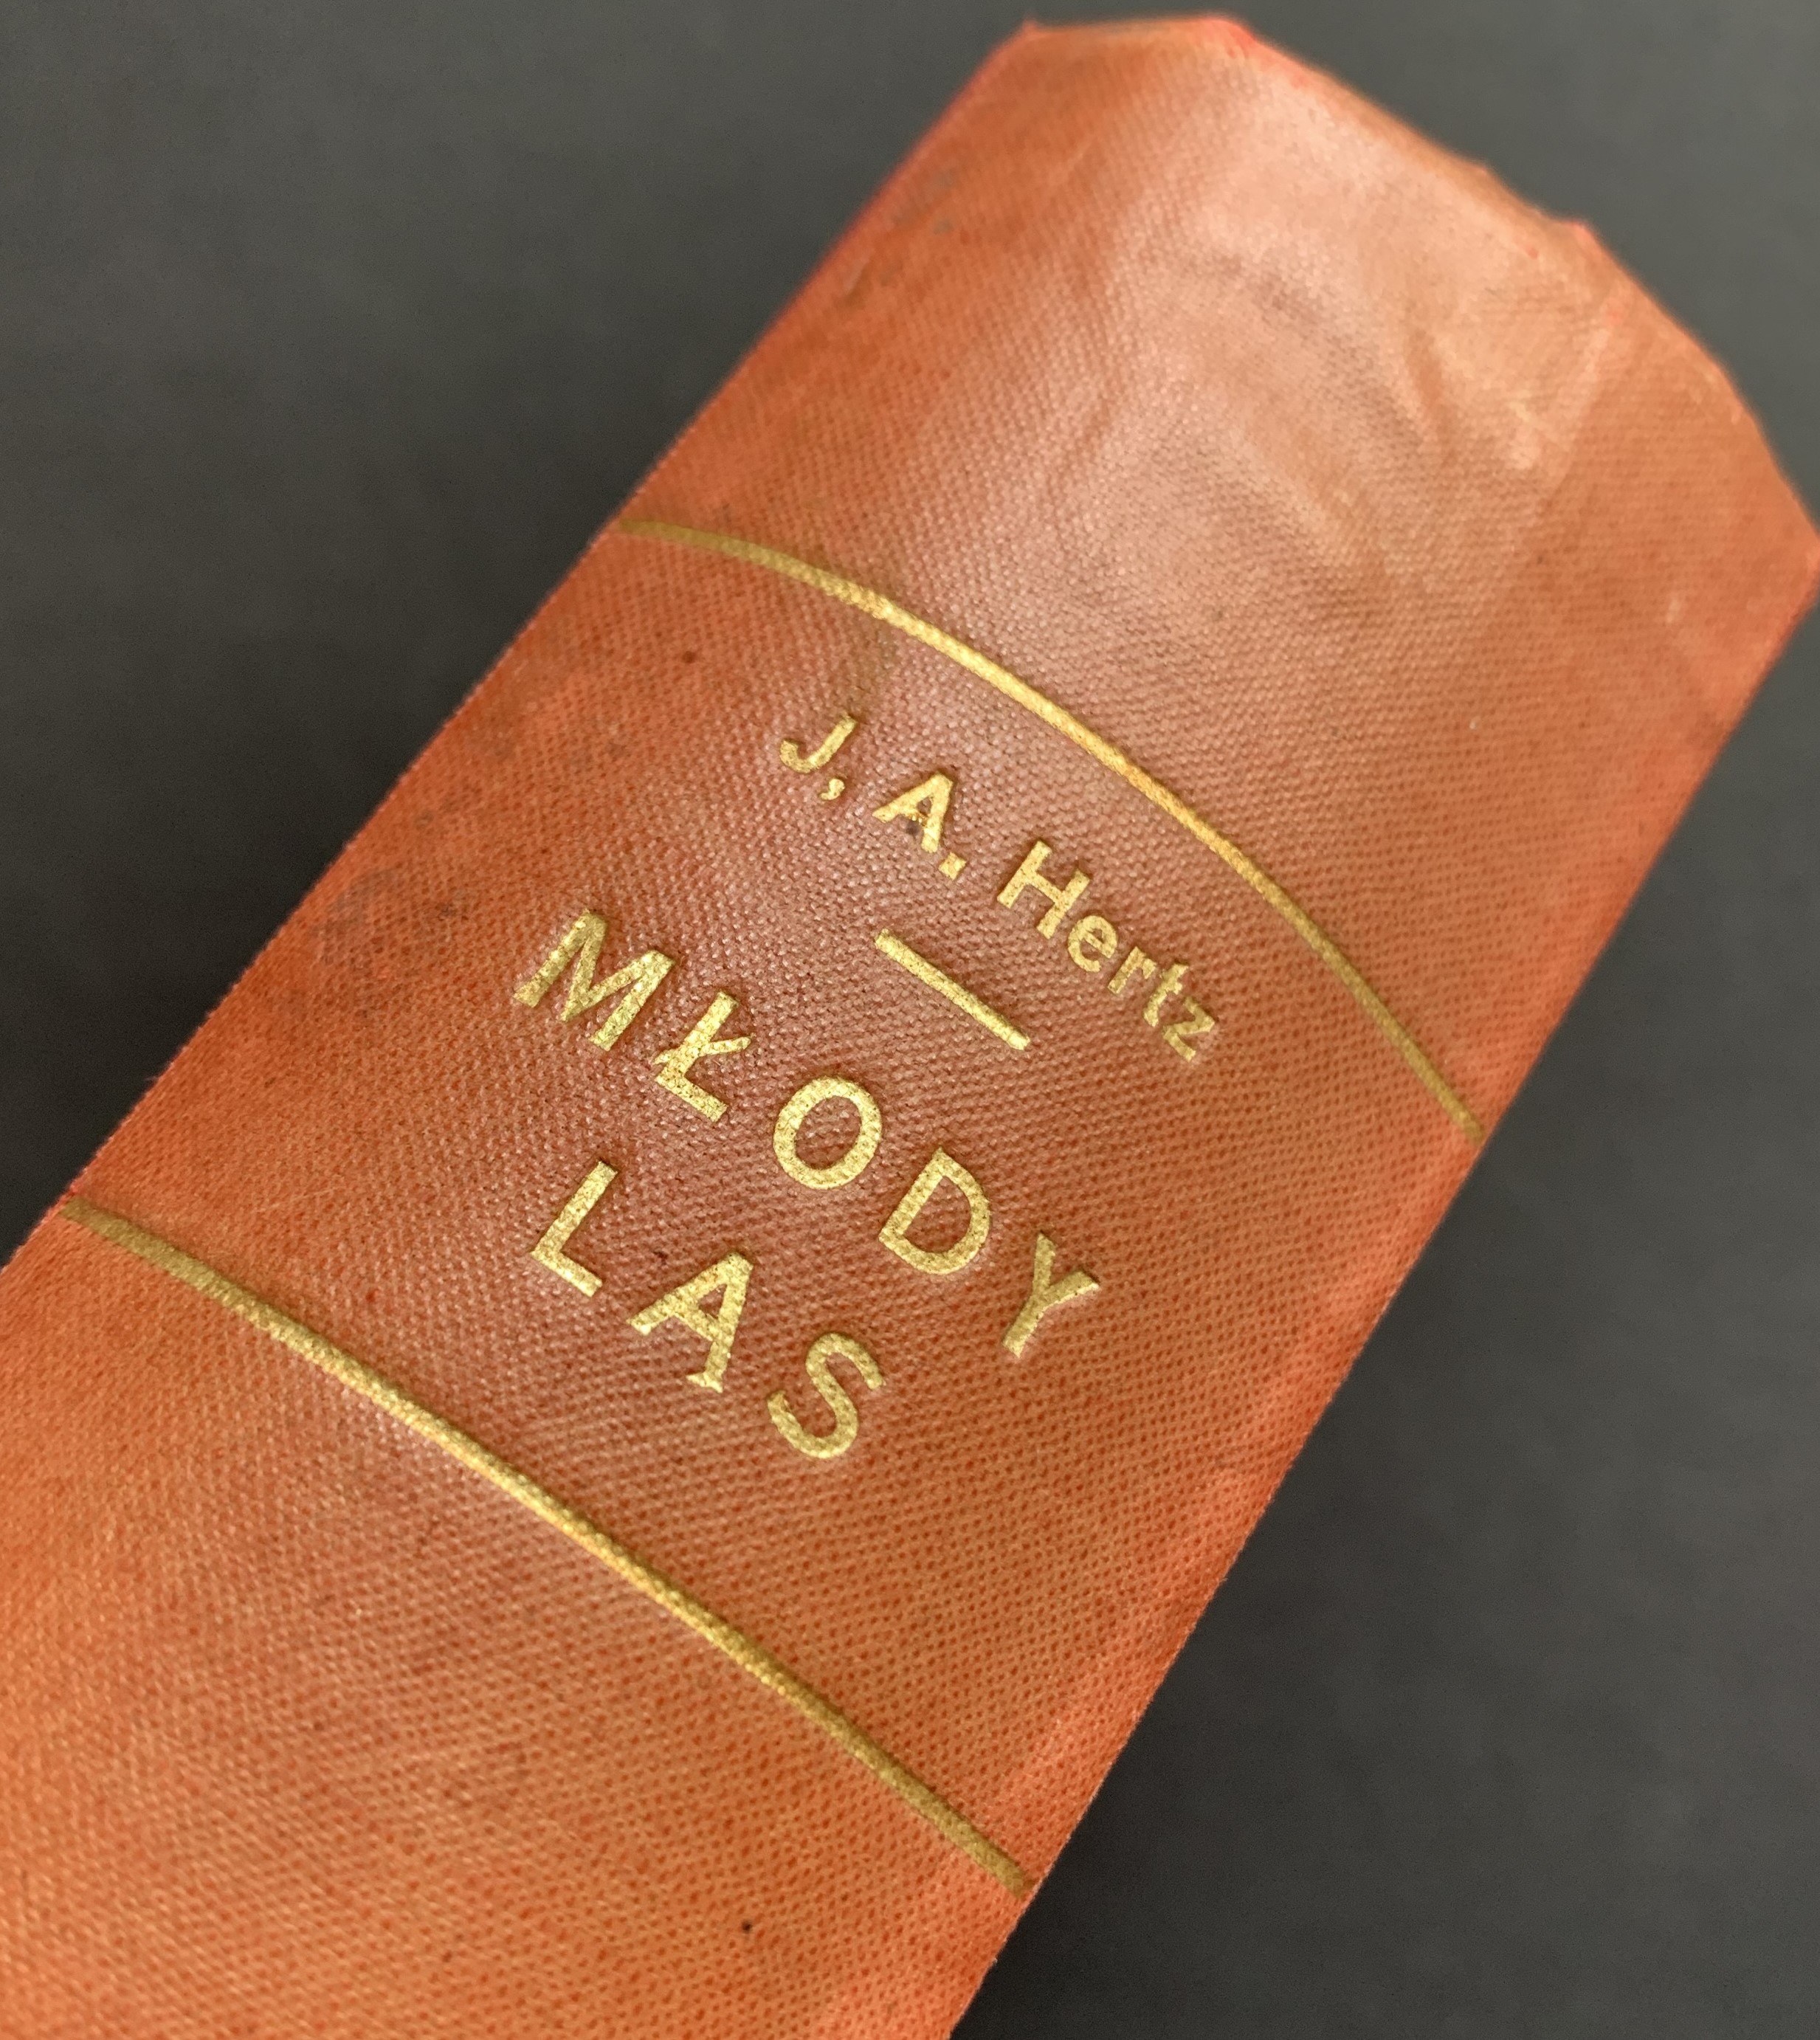 J, A. Hertz
MŁODY
LAS